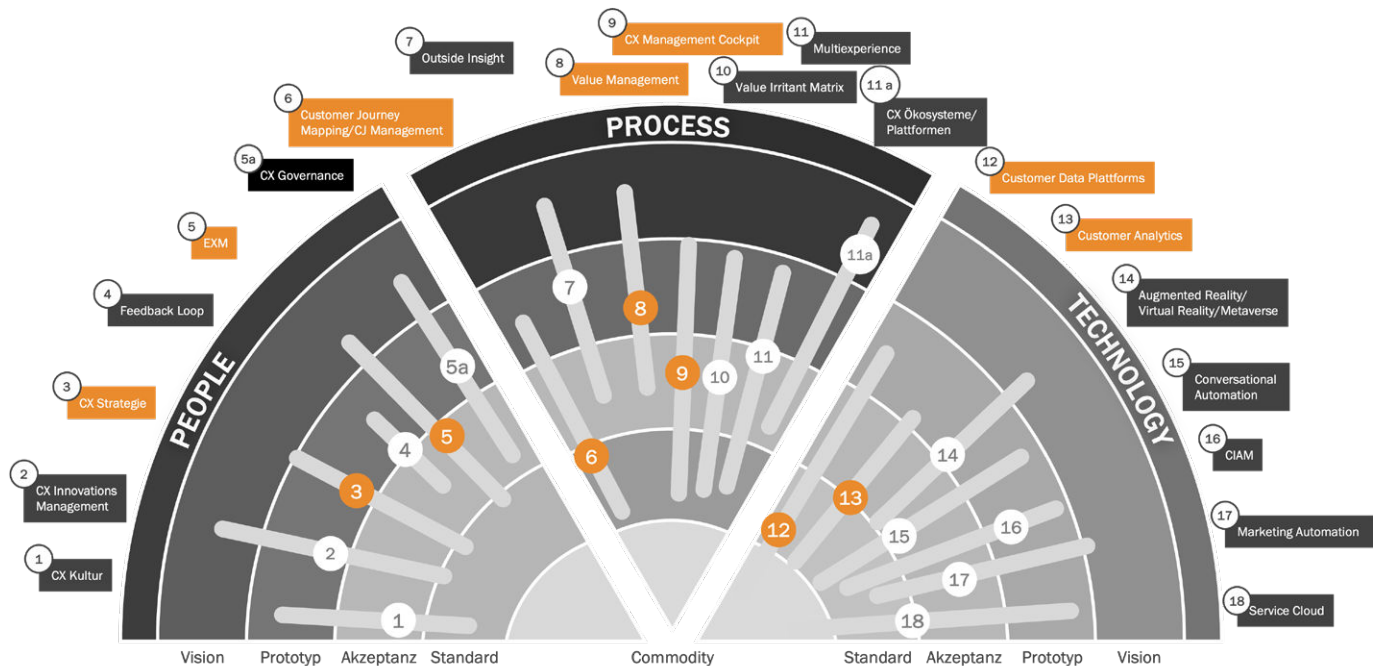 9
CX Management Cockpit
11
Multiexperience
7
Outside Insight
8
Value Management
10
Value Irritant Matrix
11 a
CX Ökosysteme/
Plattformen
6
Customer Journey
Mapping/CJ Management
PROCESS
5a
CX Governance
12
Customer Data Plattforms
5
EXM
13
Customer Analytics
4
Feedback Loop
14
Augmented Reality/
Virtual Reality/Metaverse
3
CX Strategie
15
Conversational
Automation
PEOPLE
TECHNOLOGY
2
CX Innovations
Management
16
CIAM
1
CX Kultur
17
Marketing Automation
18
Service Cloud
11a
7
8
11
5a
9
10
5
4
6
14
3
13
16
12
15
2
17
1
18
Vision
Prototyp
Akzeptanz
Standard
Commodity
Standard
Akzeptanz
Prototyp
Vision